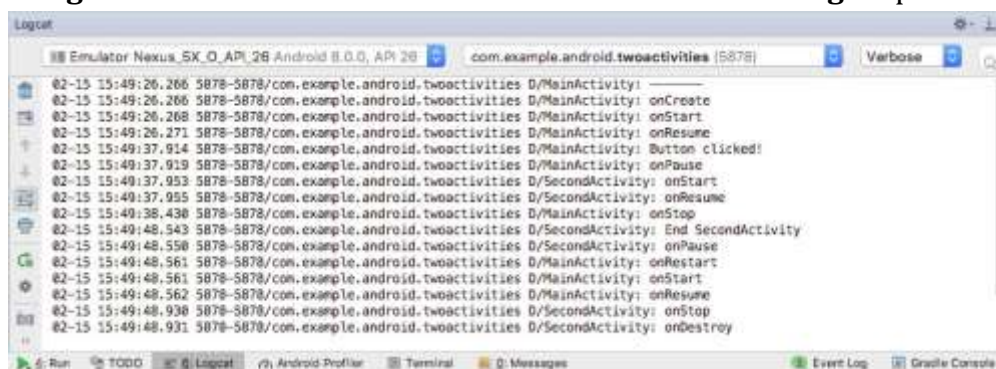 Logcat
Emulator Nexus_5X_O_API_26 Android 8.0.0, API 26 com.example.android.twoactivities (5878) Verbose
02-15 15:49:26.266 5878-5878/com.example.android.twoactivities D/MainActivity: -------
02-15 15:49:26.266 5878-5878/com.example.android.twoactivities D/MainActivity: onCreate
02-15 15:49:26.268 5878-5878/com.example.android.twoactivities D/MainActivity: onStart
02-15 15:49:26.271 5878-5878/com.example.android.twoactivities D/MainActivity: onResume
02-15 15:49:37.914 5878-5878/com.example.android.twoactivities D/MainActivity: Button clicked!
02-15 15:49:37.919 5878-5878/com.example.android.twoactivities D/MainActivity: onPause
02-15 15:49:37.953 5878-5878/com.example.android.twoactivities D/SecondActivity: onStart
02-15 15:49:37.955 5878-5878/com.example.android.twoactivities D/SecondActivity: onResume
02-15 15:49:38.430 5878-5878/com.example.android.twoactivities D/MainActivity: onStop
02-15 15:49:48.543 5878-5878/com.example.android.twoactivities D/SecondActivity: End SecondActivity
02-15 15:49:48.550 5878-5878/com.example.android.twoactivities D/SecondActivity: onPause
02-15 15:49:48.561 5878-5878/com.example.android.twoactivities D/MainActivity: onRestart
02-15 15:49:48.561 5878-5878/com.example.android.twoactivities D/MainActivity: onStart
02-15 15:49:48.562 5878-5878/com.example.android.twoactivities D/MainActivity: onResume
02-15 15:49:48.930 5878-5878/com.example.android.twoactivities D/SecondActivity: onStop
02-15 15:49:48.931 5878-5878/com.example.android.twoactivities D/SecondActivity: onDestroy
4: Run TODO 6: Logcat Android Profiler Terminal 0: Messages Event Log Gradle Console